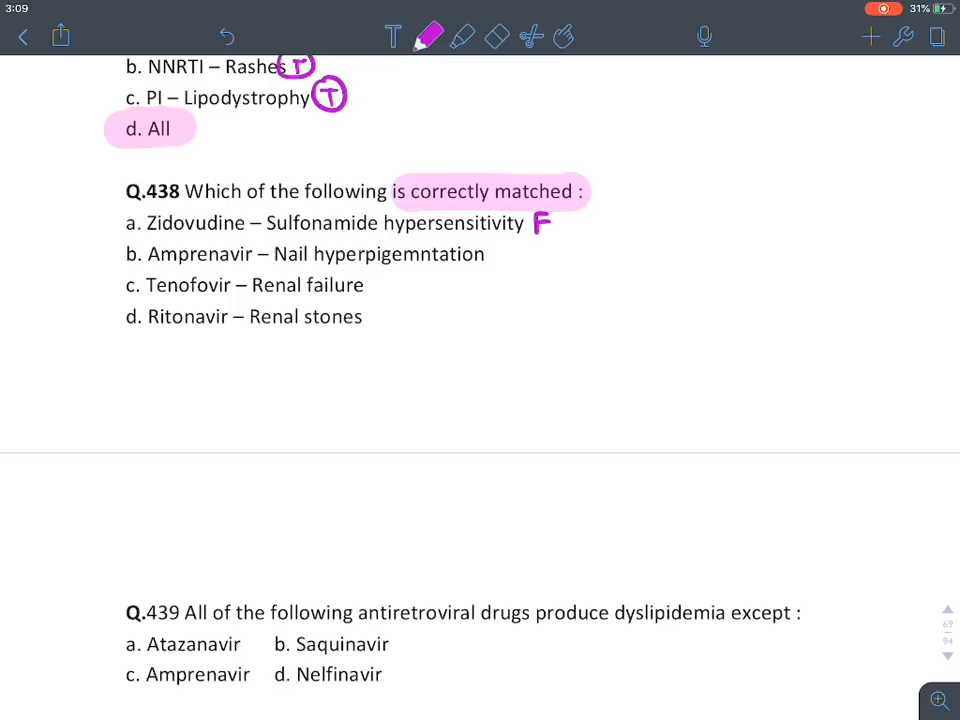 3:09
31%
T
b. NNRTI – Rashes T
c. PI – Lipodystrophy T
d. All
Q.438 Which of the following is correctly matched :
a. Zidovudine – Sulfonamide hypersensitivity F
b. Amprenavir – Nail hyperpigemntation
c. Tenofovir – Renal failure
d. Ritonavir – Renal stones
Q.439 All of the following antiretroviral drugs produce dyslipidemia except :
a. Atazanavir b. Saquinavir
c. Amprenavir d. Nelfinavir
69
94